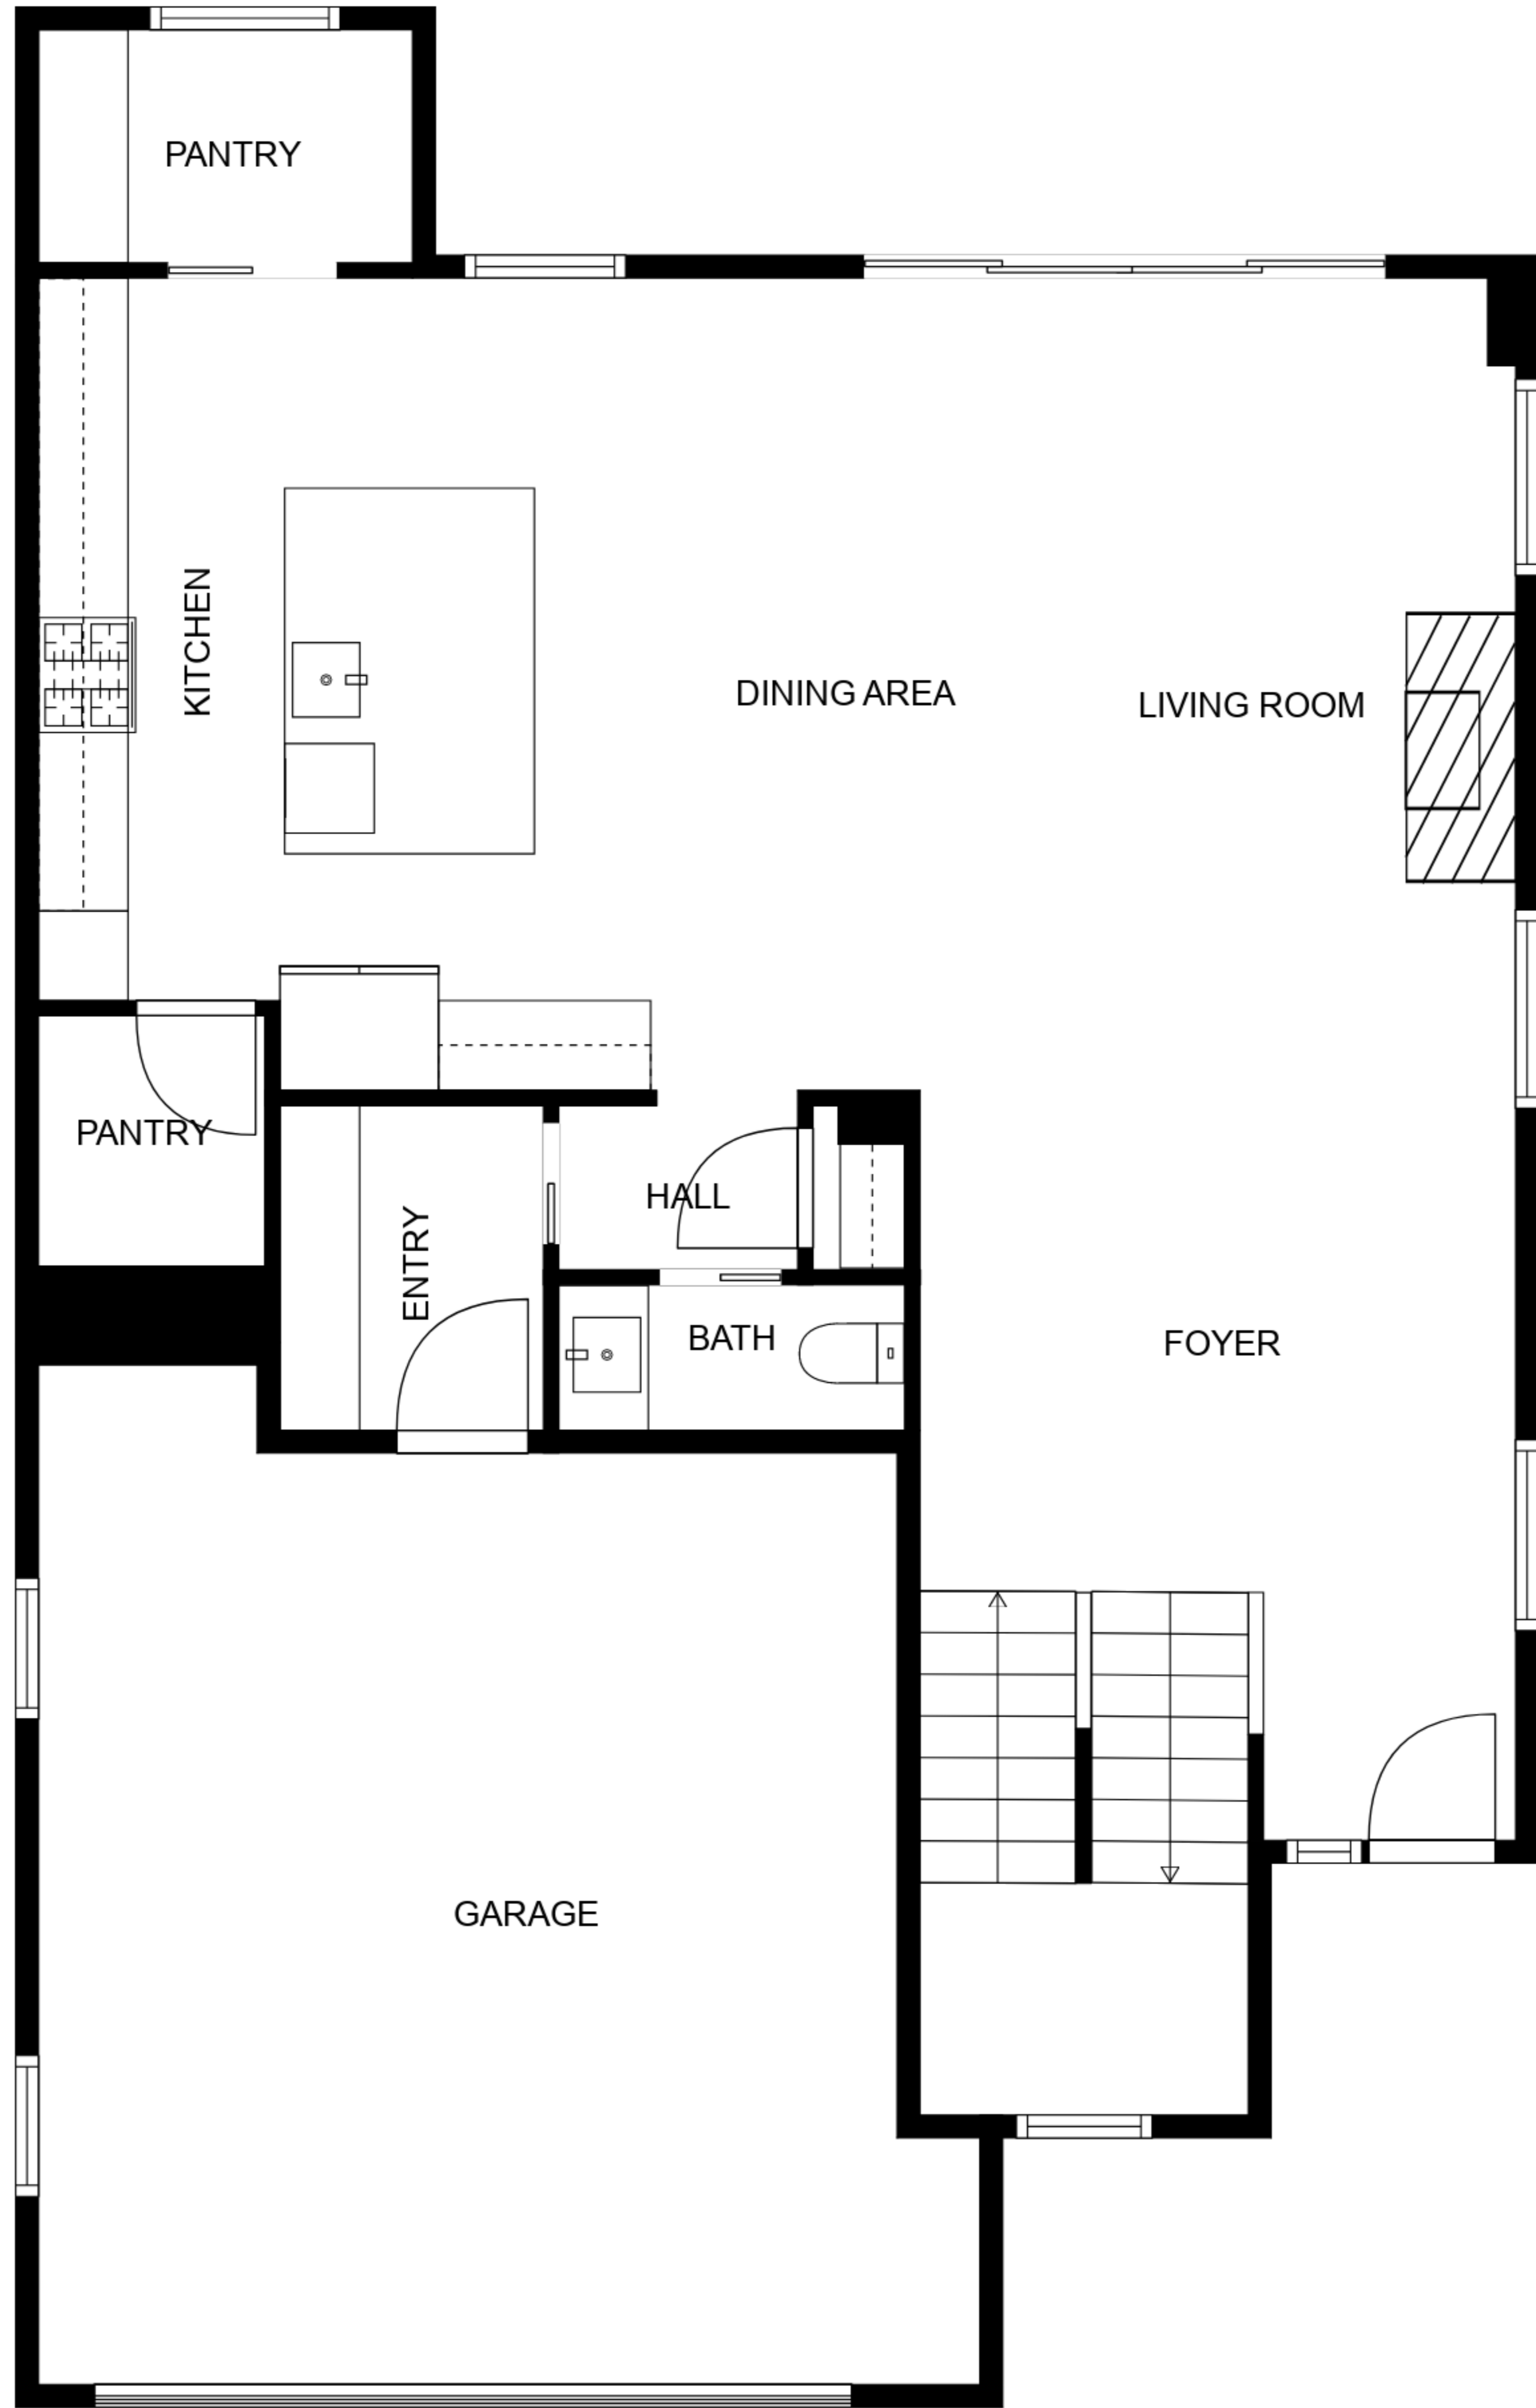 PANTRY
KITCHEN
DINING AREA
LIVING ROOM
PANTRY
ENTRY
HALL
BATH
FOYER
GARAGE